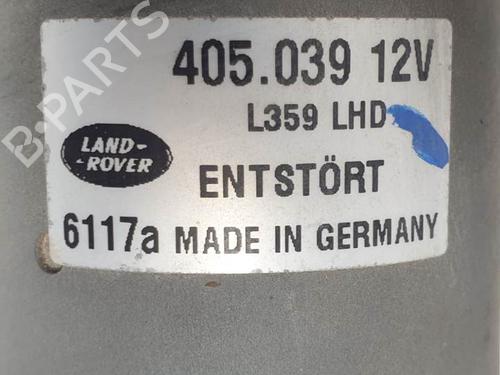 405.039 12V
L359 LHD
LAND-
-ROVER
ENTSTÖRT
6117a MADE IN GERMANY
B-PARTS